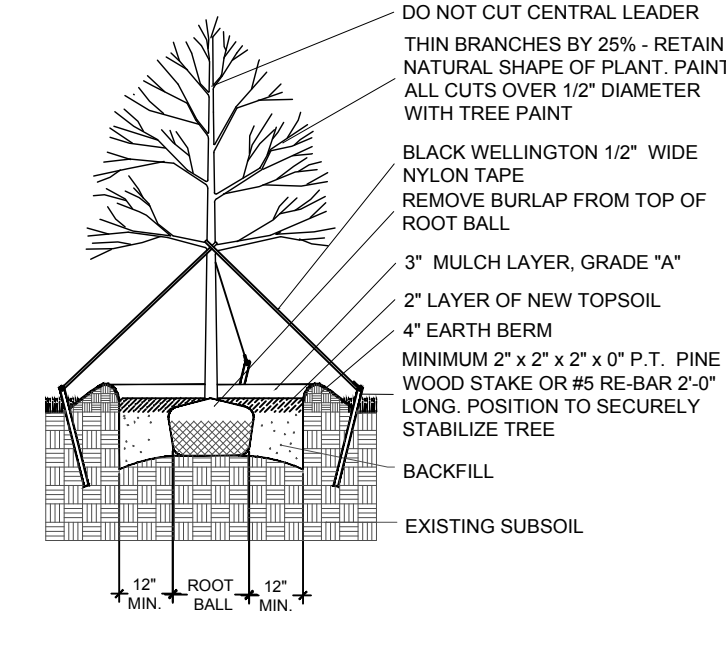 DO NOT CUT CENTRAL LEADER
THIN BRANCHES BY 25% - RETAIN
NATURAL SHAPE OF PLANT. PAINT
ALL CUTS OVER 1/2" DIAMETER
WITH TREE PAINT
BLACK WELLINGTON 1/2" WIDE
NYLON TAPE
REMOVE BURLAP FROM TOP OF
ROOT BALL
3" MULCH LAYER, GRADE "A"
2" LAYER OF NEW TOPSOIL
4" EARTH BERM
MINIMUM 2" x 2" x 2" x 0" P.T. PINE
WOOD STAKE OR #5 RE-BAR 2'-0"
LONG. POSITION TO SECURELY
STABILIZE TREE
BACKFILL
EXISTING SUBSOIL
12"
MIN.
ROOT
BALL
12"
MIN.